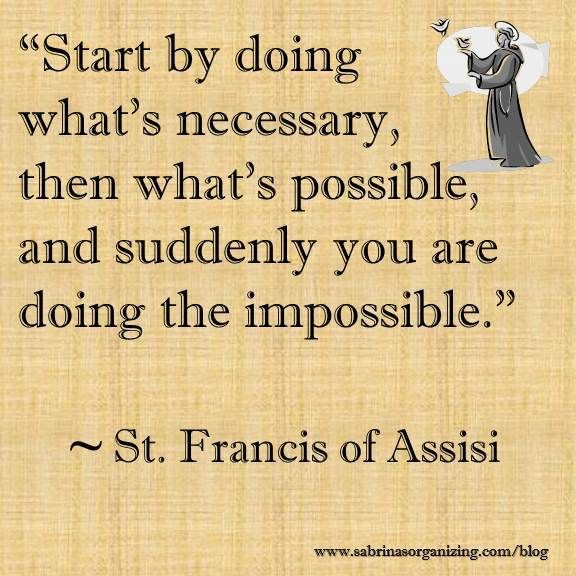 “Start by doing
what’s necessary,
then what’s possible,
and suddenly you are
doing the impossible.”
~ St. Francis of Assisi
www.sabrinasorganizing.com/blog